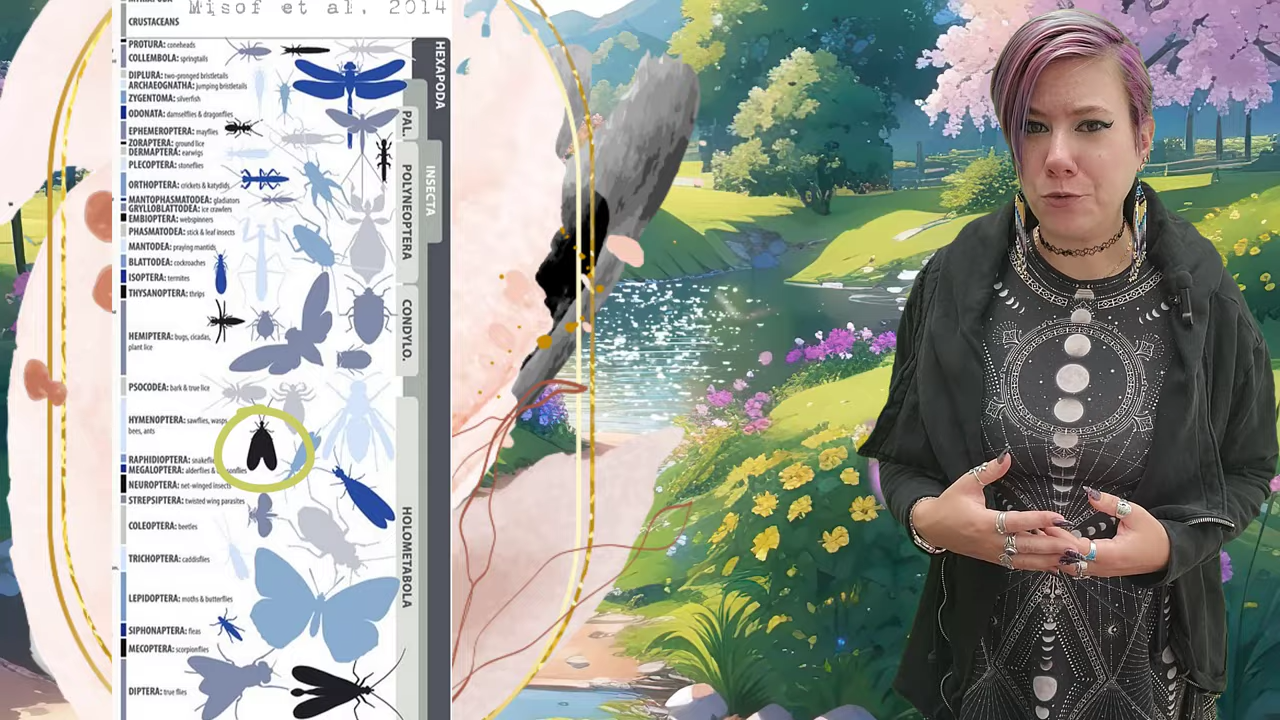 Misof et al. 2014
CRUSTACEANS
PROTURA: coneheads
COLLEMBOLA: springtails
DIPLURA: two-pronged bristletails
ARCHAEOGNATHA: jumping bristletails
ZYGENTOMA: silverfish
ODONATA: damselflies & dragonflies
EPHEMEROPTERA: mayflies
ZORAPTERA: ground lice
DERMAPTERA: earwigs
PLECOPTERA: stoneflies
ORTHOPTERA: crickets & katydids
MANTOPHASMATODEA: gladiators
GRYLLOBLATTODEA: ice crawlers
EMBIOPTERA: webspinners
PHASMATODEA: stick & leaf insects
MANTODEA: praying mantids
BLATTODEA: cockroaches
ISOPTERA: termites
THYSANOPTERA: thrips
HEMIPTERA: bugs, cicadas,
plant lice
PSOCODEA: bark & true lice
HYMENOPTERA: sawflies, wasps,
bees, ants
RAPHIDIOPTERA:
MEGALOPTERA: alderflies &
NEUROPTERA: net-winged insects
STREPSIPTERA: twisted wing parasites
COLEOPTERA: beetles
TRICHOPTERA: caddisflies
LEPIDOPTERA: moths & butterflies
SIPHONAPTERA: fleas
MECOPTERA: scorpionflies
DIPTERA: true flies
HEXAPODA
INSECTA
PAL.
POLYNEOPTERA
CONDYLO.
HOLOMETABOLA